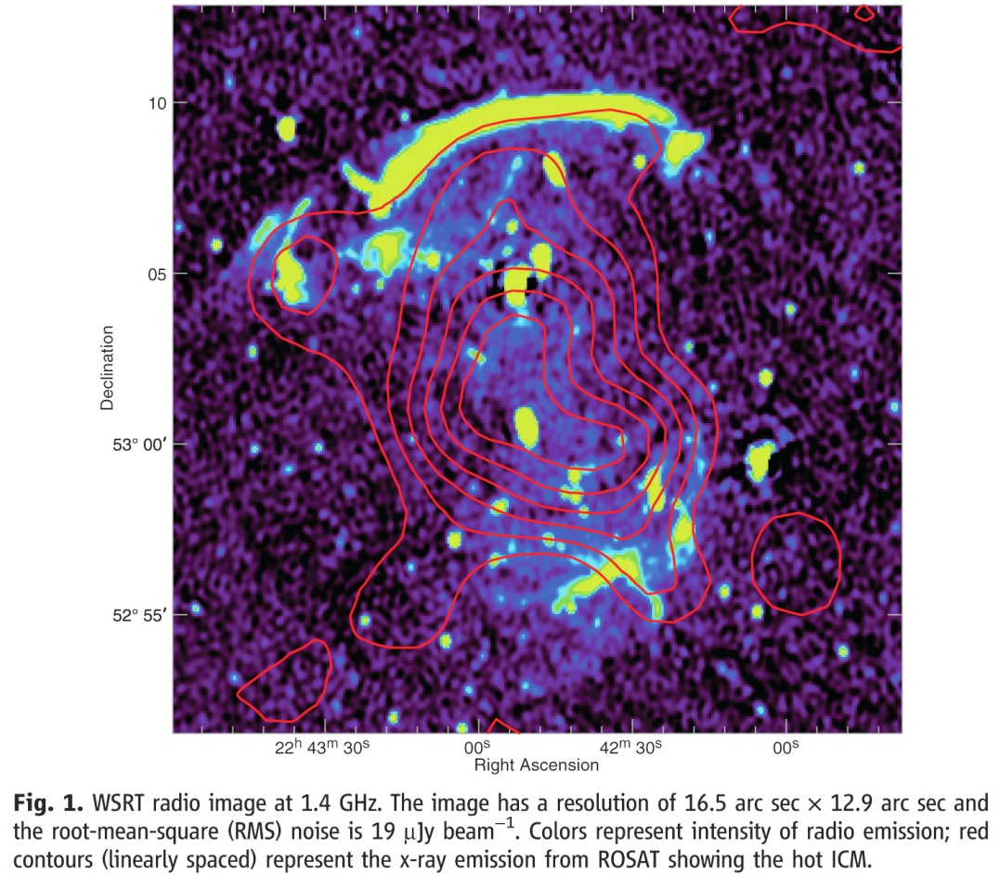 10
05
Declination
53° 00′
52° 55′
22ʰ 43ᵐ 30ˢ
00ˢ
42ᵐ 30ˢ
00ˢ
Right Ascension
Fig. 1. WSRT radio image at 1.4 GHz. The image has a resolution of 16.5 arc sec × 12.9 arc sec and
the root-mean-square (RMS) noise is 19 μJy beam⁻¹. Colors represent intensity of radio emission; red
contours (linearly spaced) represent the x-ray emission from ROSAT showing the hot ICM.